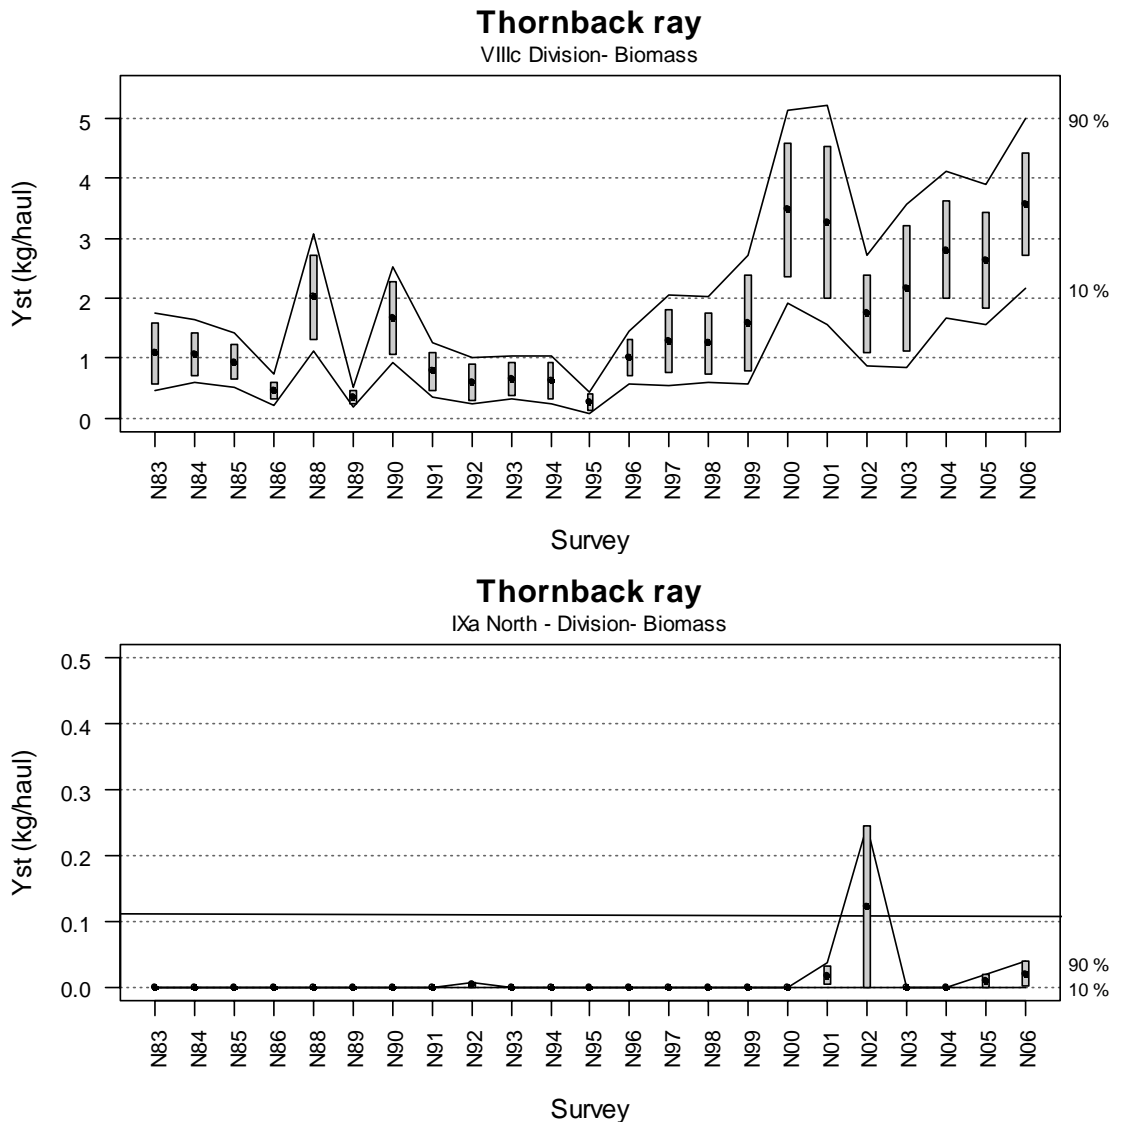 Thornback ray
VIIIc Division- Biomass
Yst (kg/haul)
5
4
3
2
1
0
90 %
10 %
N83 N84 N85 N86 N88 N89 N90 N91 N92 N93 N94 N95 N96 N97 N98 N99 N00 N01 N02 N03 N04 N05 N06
Survey
Thornback ray
IXa North - Division- Biomass
Yst (kg/haul)
0.5
0.4
0.3
0.2
0.1
0.0
90 %
10 %
N83 N84 N85 N86 N88 N89 N90 N91 N92 N93 N94 N95 N96 N97 N98 N99 N00 N01 N02 N03 N04 N05 N06
Survey